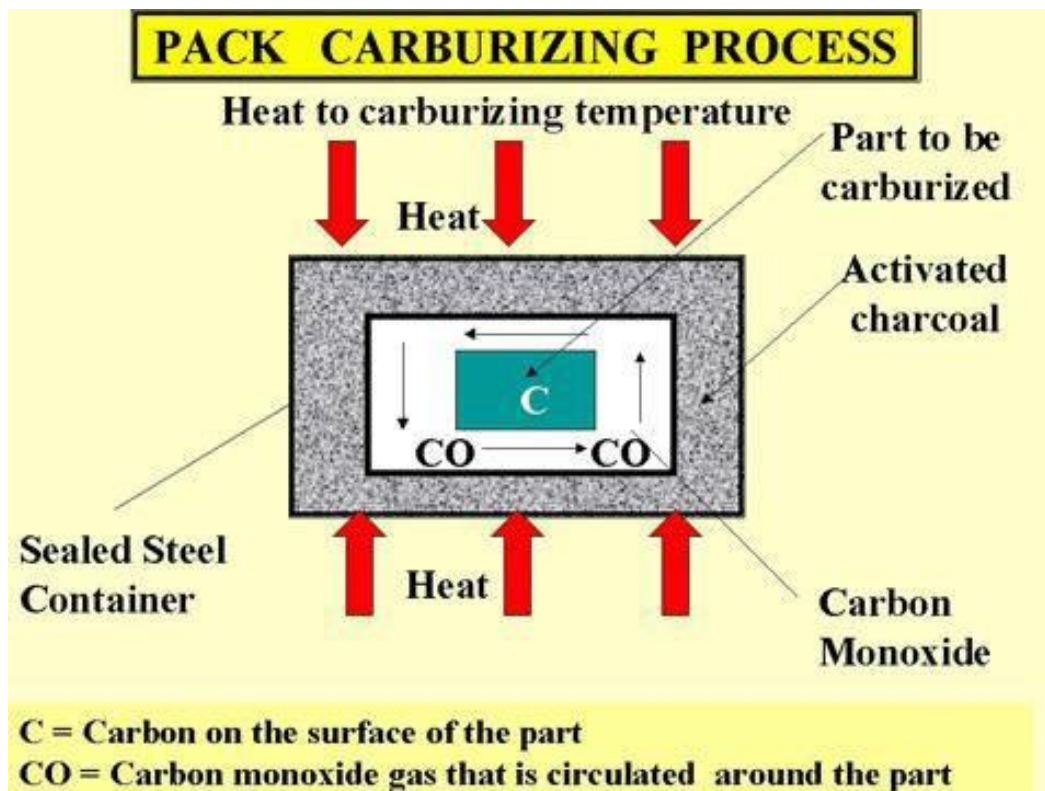 PACK CARBURIZING PROCESS
Heat to carburizing temperature
Part to be
carburized
Heat
Activated
charcoal
C
CO
CO
Sealed Steel
Container
Heat
Carbon
Monoxide
C = Carbon on the surface of the part
CO = Carbon monoxide gas that is circulated around the part